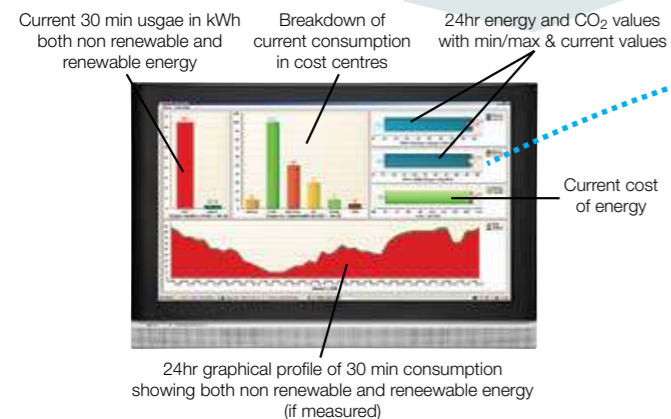 Current 30 min usgae in kWh
both non renewable and
renewable energy
Breakdown of
current consumption
in cost centres
24hr energy and CO₂ values
with min/max & current values
Current cost
of energy
24hr graphical profile of 30 min consumption
showing both non renewable and reneewable energy
(if measured)